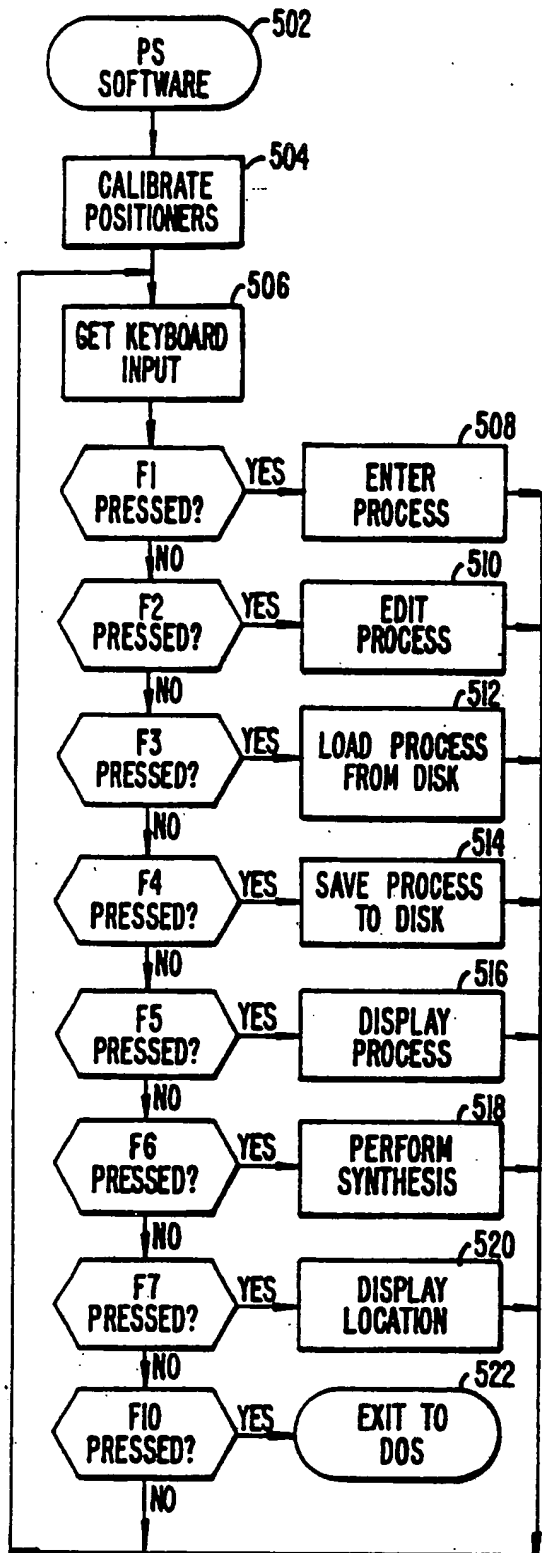 502
PS
SOFTWARE
504
CALIBRATE
POSITIONERS
506
GET KEYBOARD
INPUT
508
F1
PRESSED?
YES
ENTER
PROCESS
NO
510
F2
PRESSED?
YES
EDIT
PROCESS
NO
512
F3
PRESSED?
YES
LOAD PROCESS
FROM DISK
NO
514
F4
PRESSED?
YES
SAVE PROCESS
TO DISK
NO
516
F5
PRESSED?
YES
DISPLAY
PROCESS
NO
518
F6
PRESSED?
YES
PERFORM
SYNTHESIS
NO
520
F7
PRESSED?
YES
DISPLAY
LOCATION
NO
522
F10
PRESSED?
YES
EXIT TO
DOS
NO